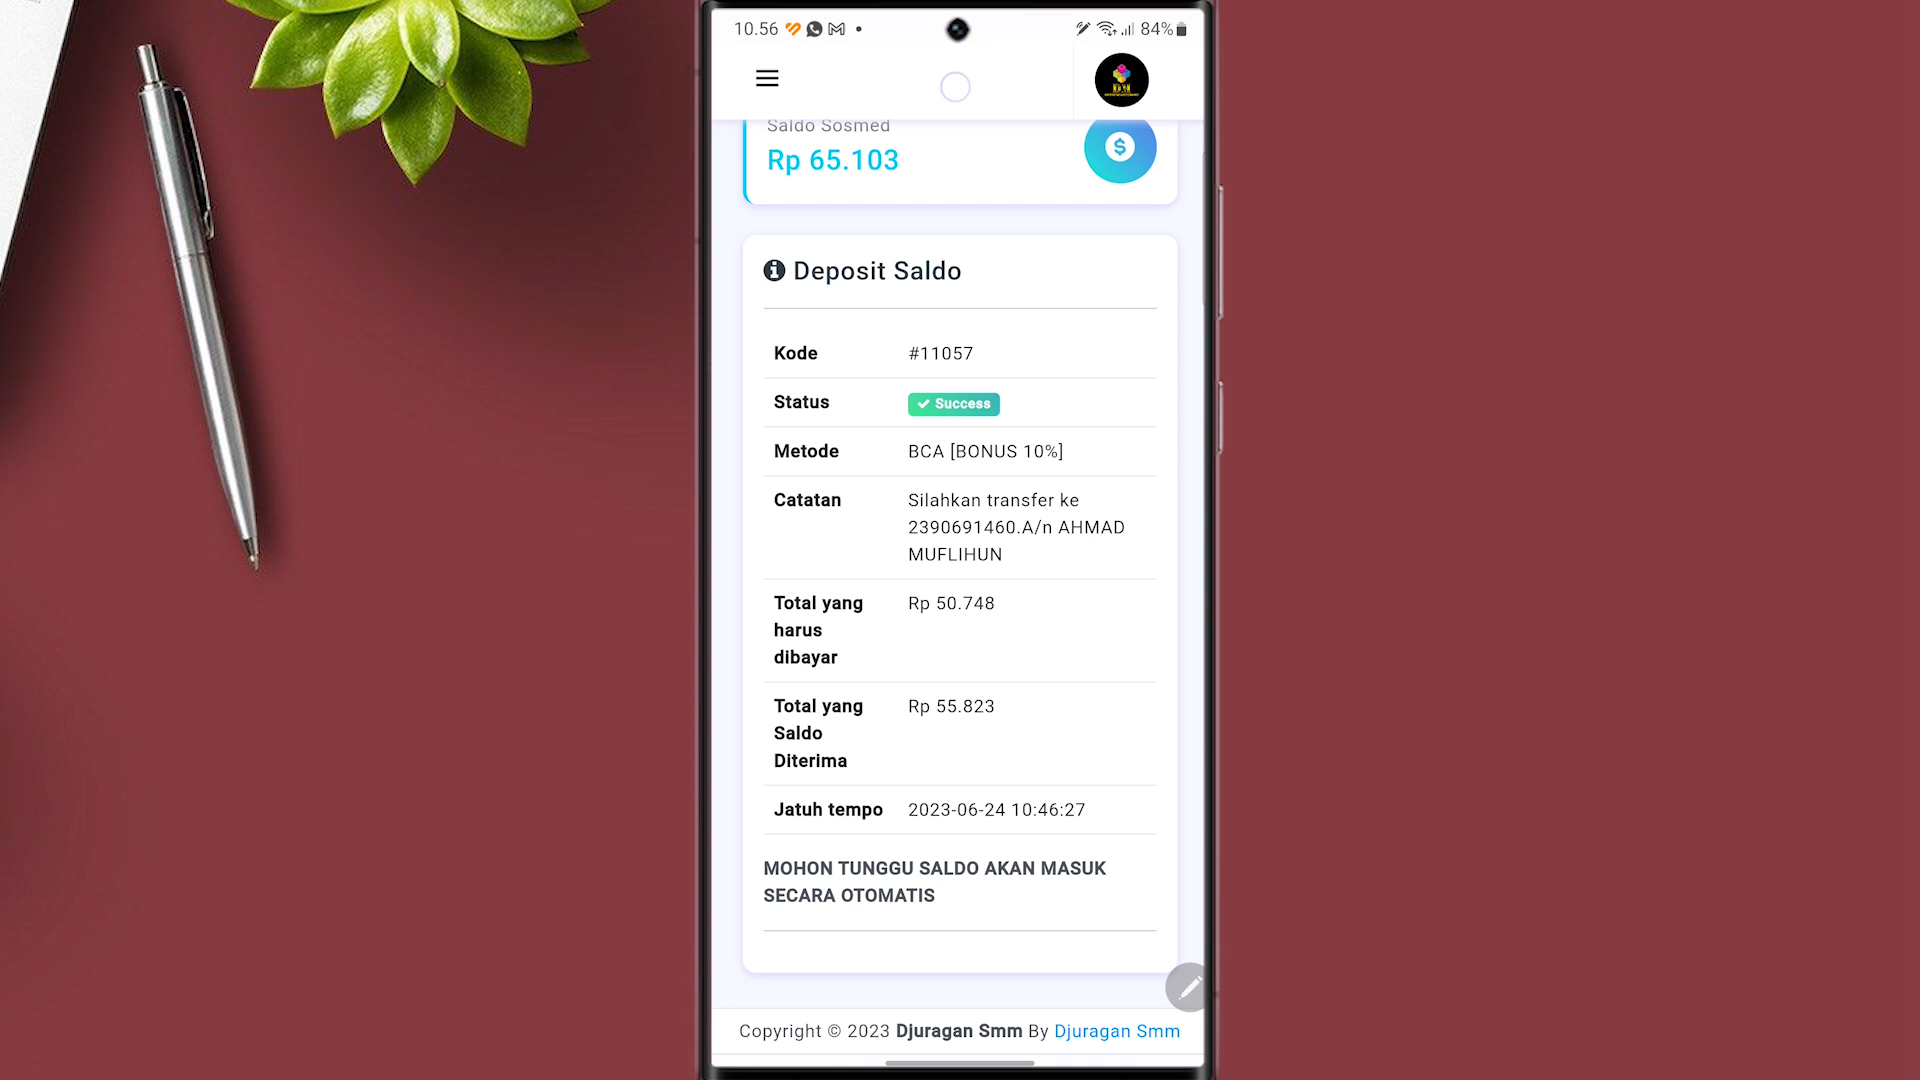 10.56
84%
Saldo Sosmed
Rp 65.103
$
Deposit Saldo
Kode #11057
Status Success
Metode BCA [BONUS 10%]
Catatan Silahkan transfer ke
2390691460.A/n AHMAD
MUFLIHUN
Total yang Rp 50.748
harus
dibayar
Total yang Rp 55.823
Saldo
Diterima
Jatuh tempo 2023-06-24 10:46:27
MOHON TUNGGU SALDO AKAN MASUK
SECARA OTOMATIS
Copyright © 2023 Djuragan Smm By Djuragan Smm